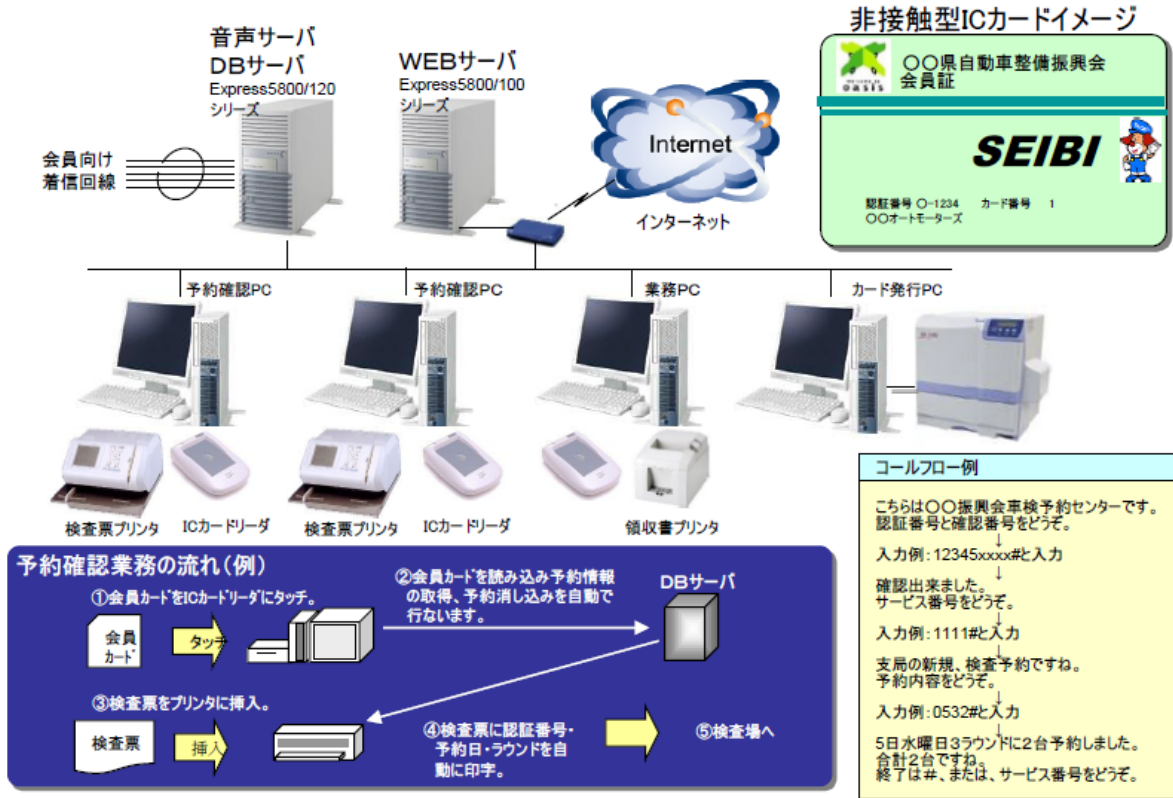 音声サーバ
DBサーバ
Express5800/120
シリーズ
WEBサーバ
Express5800/100
シリーズ
会員向け
着信回線
Internet
インターネット
非接触型ICカードイメージ
oasis
〇〇県自動車整備振興会
会員証
SEIBI
認証番号 〇-1234 カード番号 1
〇〇オートモーターズ
予約確認PC
予約確認PC
業務PC
カード発行PC
検査票プリンタ
ICカードリーダ
検査票プリンタ
ICカードリーダ
領収書プリンタ
予約確認業務の流れ(例)
①会員カードをICカードリーダにタッチ。
会員
カード
タッチ
②会員カードを読み込み予約情報
の取得、予約消し込みを自動で
行ないます。
DBサーバ
③検査票をプリンタに挿入。
検査票
挿入
④検査票に認証番号・
予約日・ラウンドを自
動に印字。
⑤検査場へ
コールフロー例
こちらは〇〇振興会車検予約センターです。
認証番号と確認番号をどうぞ。
↓
入力例:12345xxxx#と入力
↓
確認出来ました。
サービス番号をどうぞ。
↓
入力例:1111#と入力
↓
支局の新規、検査予約ですね。
予約内容をどうぞ。
↓
入力例:0532#と入力
↓
5日水曜日3ラウンドに2台予約しました。
合計2台ですね。
終了は#、または、サービス番号をどうぞ。